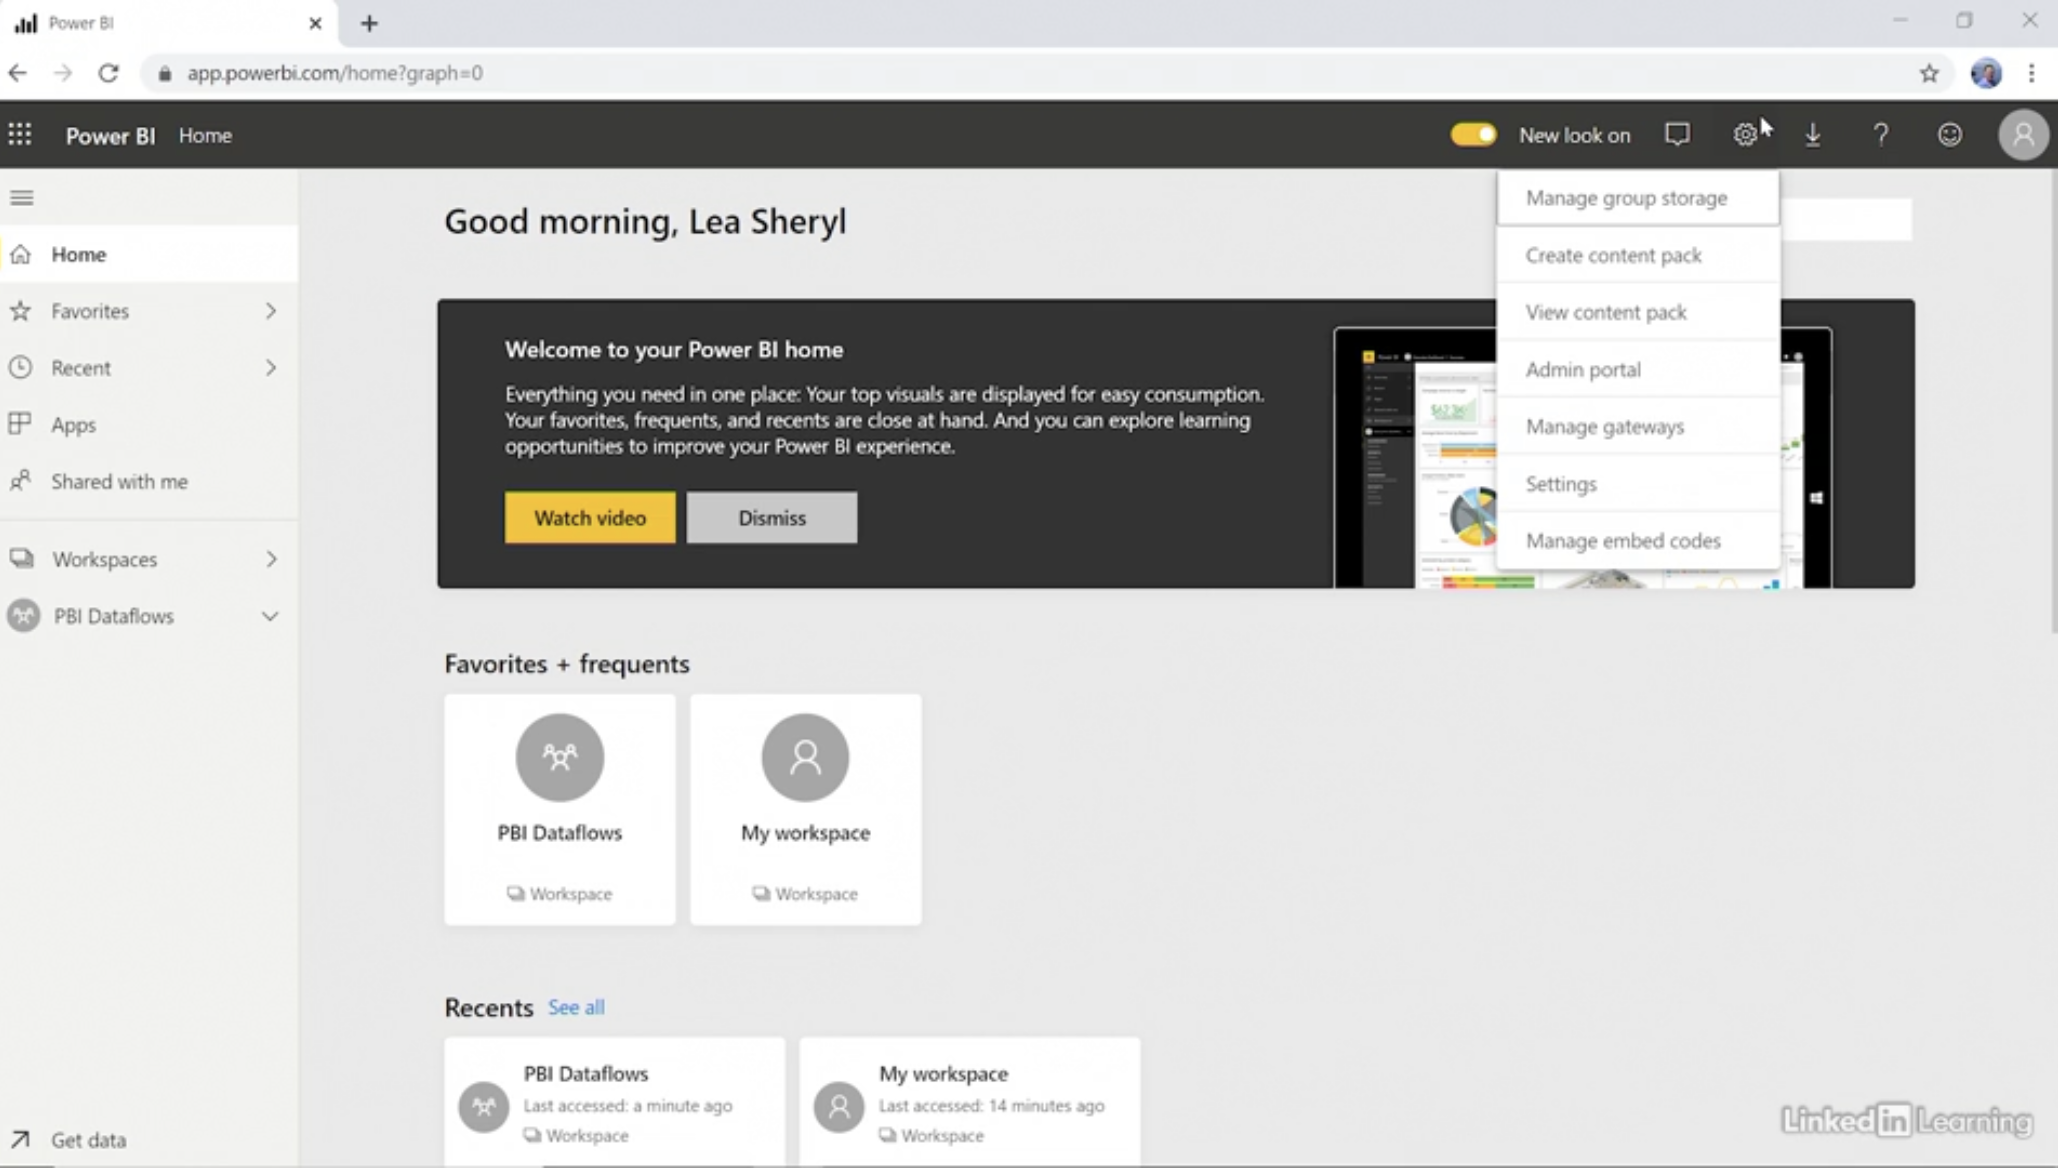 Power BI
app.powerbi.com/home?graph=0
Power BI Home
New look on
Home
Favorites
Recent
Apps
Shared with me
Workspaces
PBI Dataflows
Get data
Good morning, Lea Sheryl
Manage group storage
Create content pack
View content pack
Admin portal
Manage gateways
Settings
Manage embed codes
Welcome to your Power BI home
Everything you need in one place: Your top visuals are displayed for easy consumption.
Your favorites, frequents, and recents are close at hand. And you can explore learning
opportunities to improve your Power BI experience.
Watch video
Dismiss
Favorites + frequents
PBI Dataflows
Workspace
My workspace
Workspace
Recents See all
PBI Dataflows
Last accessed: a minute ago
Workspace
My workspace
Last accessed: 14 minutes ago
Workspace
Linked in Learning